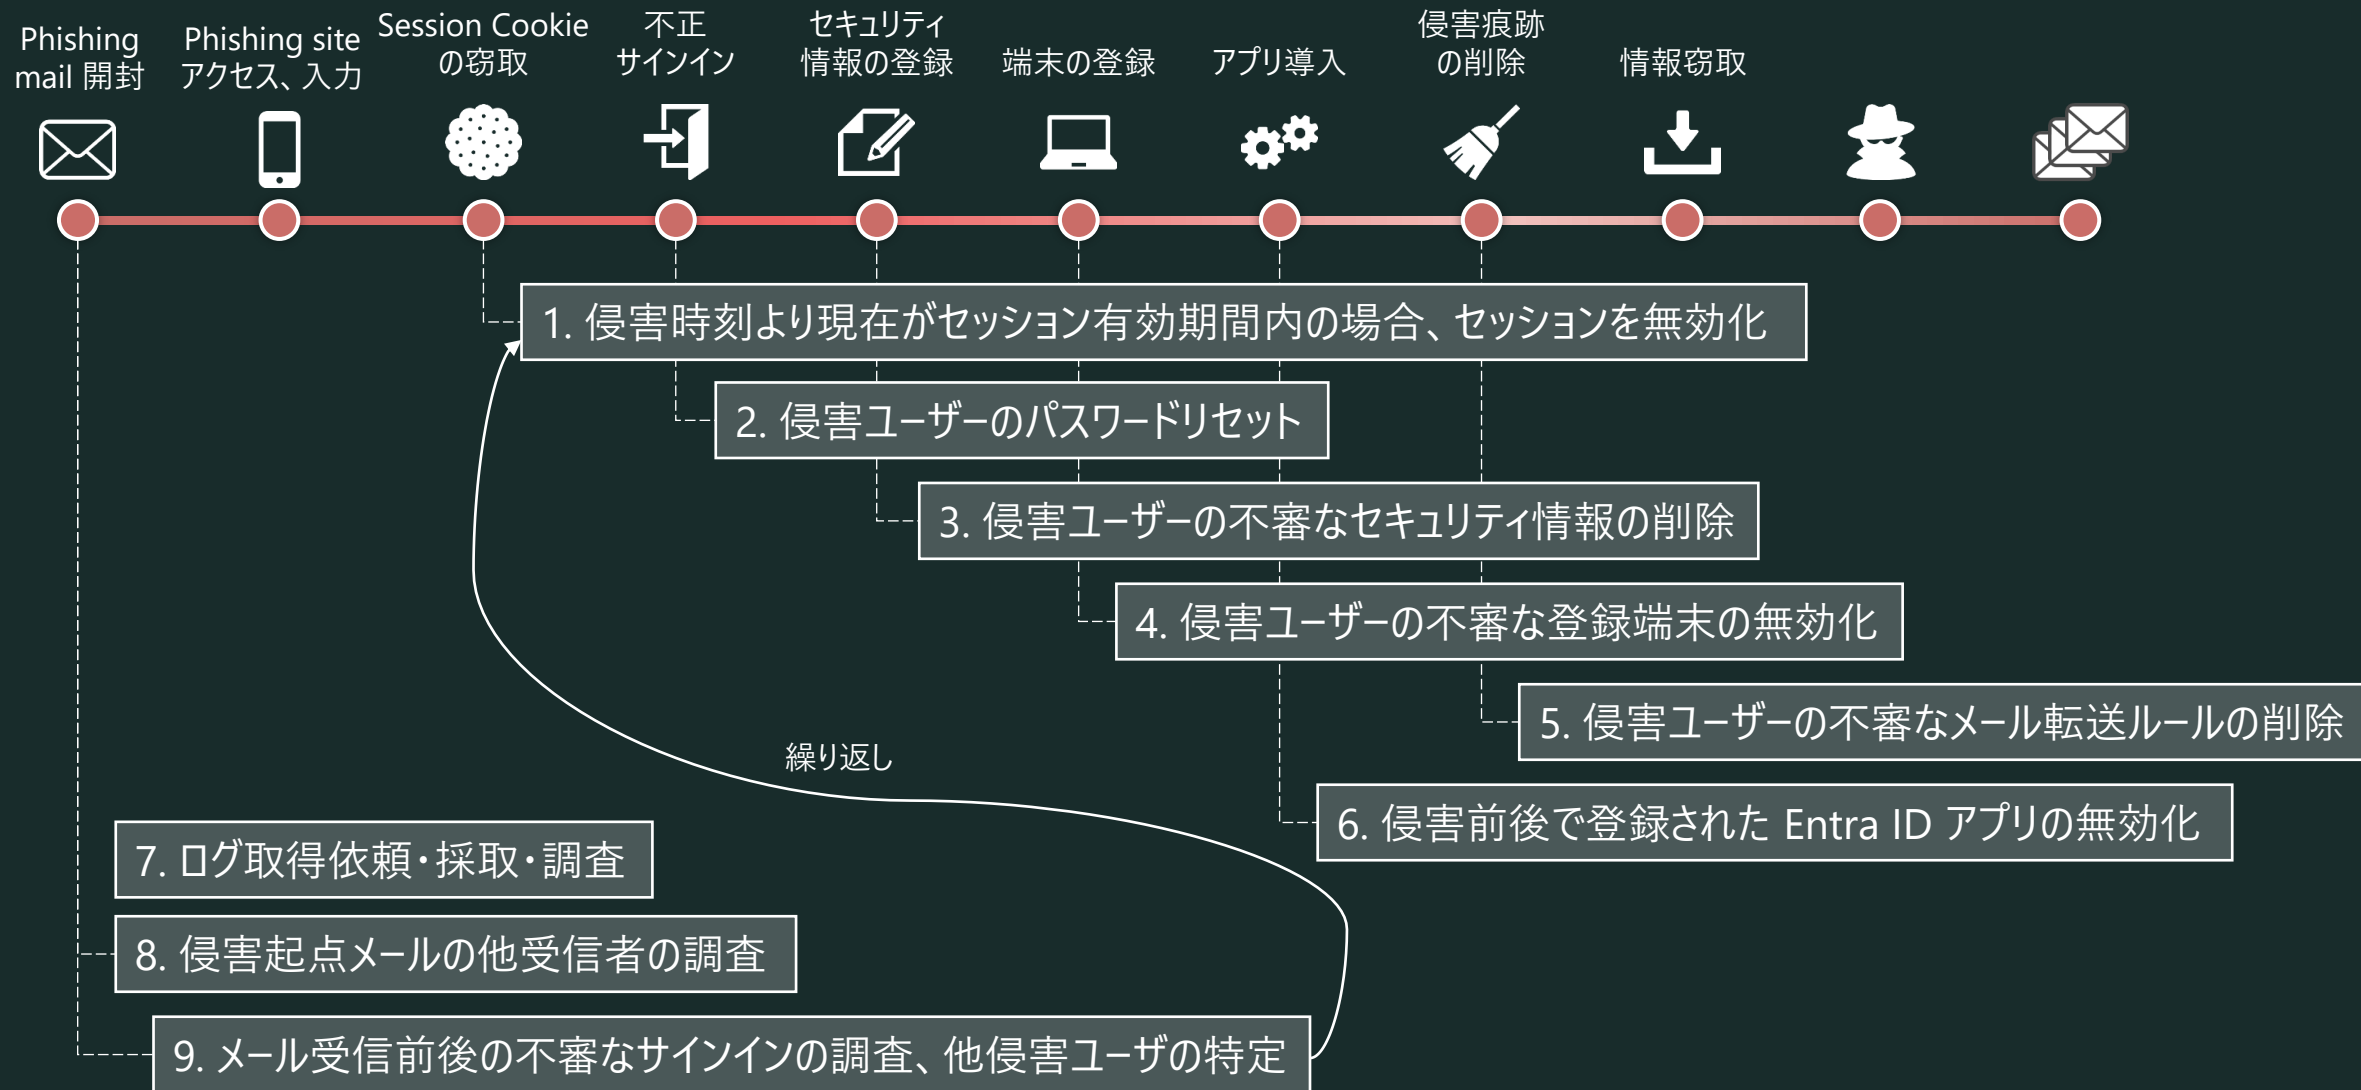 Phishing
mail 開封
Phishing site
アクセス、入力
Session Cookie
の窃取
不正
サインイン
セキュリティ
情報の登録
端末の登録
アプリ導入
侵害痕跡
の削除
情報窃取
1. 侵害時刻より現在がセッション有効期間内の場合、セッションを無効化
2. 侵害ユーザーのパスワードリセット
3. 侵害ユーザーの不審なセキュリティ情報の削除
4. 侵害ユーザーの不審な登録端末の無効化
5. 侵害ユーザーの不審なメール転送ルールの削除
繰り返し
6. 侵害前後で登録された Entra ID アプリの無効化
7. ログ取得依頼・採取・調査
8. 侵害起点メールの他受信者の調査
9. メール受信前後の不審なサインインの調査、他侵害ユーザの特定